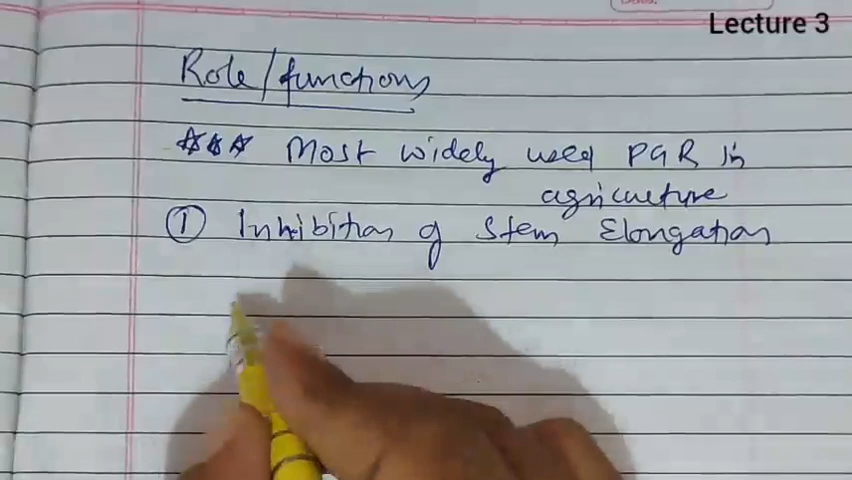 Lecture 3
Role/functions
☆☆☆ Most widely used PGR in
agriculture
① Inhibition of Stem Elongation